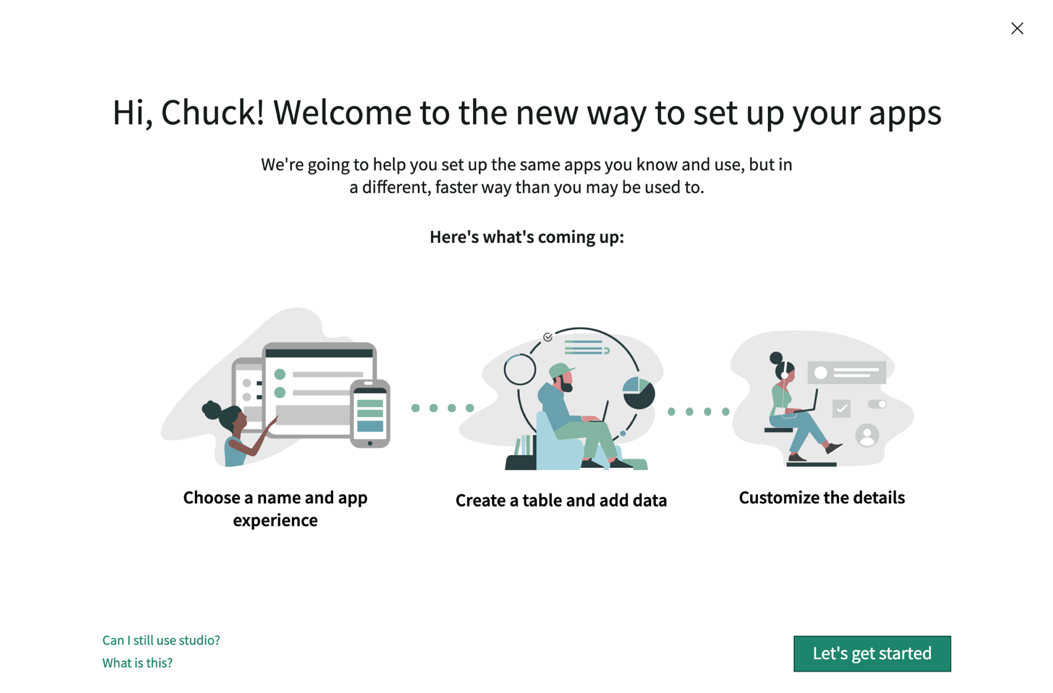 Hi, Chuck! Welcome to the new way to set up your apps
We're going to help you set up the same apps you know and use, but in
a different, faster way than you may be used to.
Here's what's coming up:
Choose a name and app
experience
Create a table and add data
Customize the details
Can I still use studio?
What is this?
Let's get started